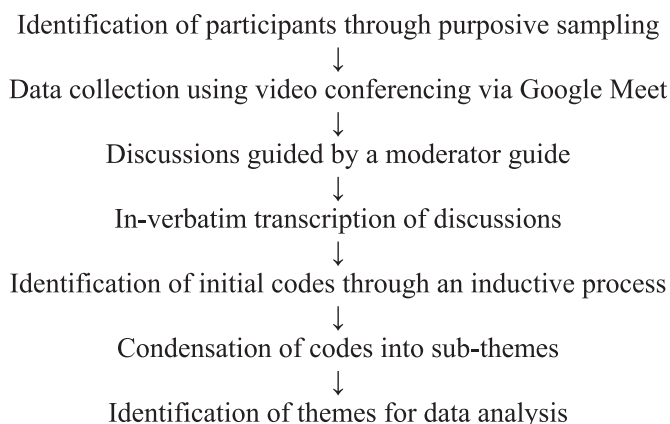 Identification of participants through purposive sampling
↓
Data collection using video conferencing via Google Meet
↓
Discussions guided by a moderator guide
↓
In-verbatim transcription of discussions
↓
Identification of initial codes through an inductive process
↓
Condensation of codes into sub-themes
↓
Identification of themes for data analysis